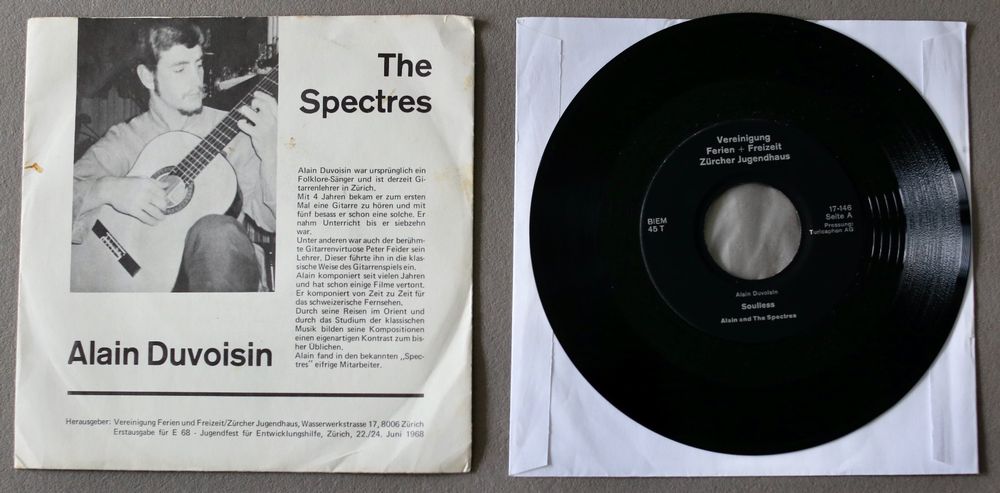 The
Spectres
Alain Duvoisin war ursprünglich ein
Folklore-Sänger und ist derzeit Gi-
tarrenlehrer in Zürich.
Mit 4 Jahren bekam er zum ersten
Mal eine Gitarre zu hören und mit
fünf besass er schon eine solche. Er
nahm Unterricht bis er siebzehn
war.
Unter anderen war auch der berühm-
te Gitarrenvirtuose Peter Feider sein
Lehrer. Dieser führte ihn in die klas-
sische Weise des Gitarrenspiels ein.
Alain komponiert seit vielen Jahren
und hat schon einige Filme vertont.
Er komponiert von Zeit zu Zeit für
das schweizerische Fernsehen.
Durch seine Reisen im Orient und
durch das Studium der klassischen
Musik bilden seine Kompositionen
einen eigenartigen Kontrast zum bis-
her Üblichen.
Alain fand in den bekannten „Spec-
tres" eifrige Mitarbeiter.
Alain Duvoisin
Herausgeber: Vereinigung Ferien und Freizeit/Zürcher Jugendhaus, Wasserwerkstrasse 17, 8006 Zürich
Erstausgabe für E 68 - Jugendfest für Entwicklungshilfe, Zürich, 22./24. Juni 1968
Vereinigung
Ferien + Freizeit
Zürcher Jugendhaus
BIEM
45 T
17-146
Seite A
Pressung:
Turicaphon AG
Alain Duvoisin
Soulless
Alain and The Spectres